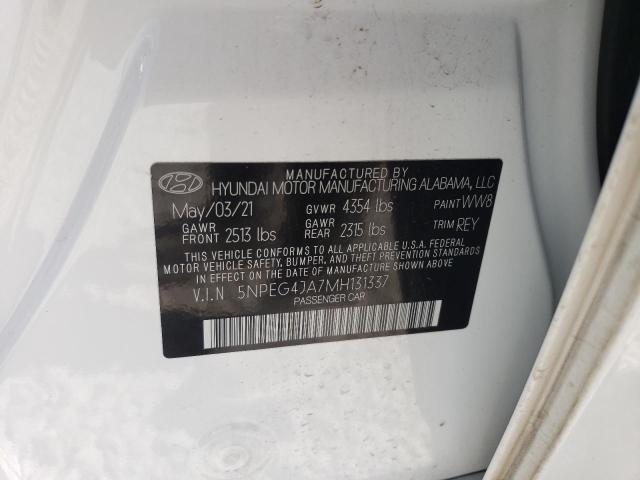 MANUFACTURED BY
HYUNDAI MOTOR MANUFACTURING ALABAMA, LLC
May/03/21 GVWR 4354 lbs PAINT WW8
GAWR FRONT 2513 lbs GAWR REAR 2315 lbs TRIM REY
THIS VEHICLE CONFORMS TO ALL APPLICABLE U.S.A. FEDERAL
MOTOR VEHICLE SAFETY, BUMPER, AND THEFT PREVENTION STANDARDS
IN EFFECT ON THE DATE OF MANUFACTURE SHOWN ABOVE.
V.I.N 5NPEG4JA7MH131337
PASSENGER CAR